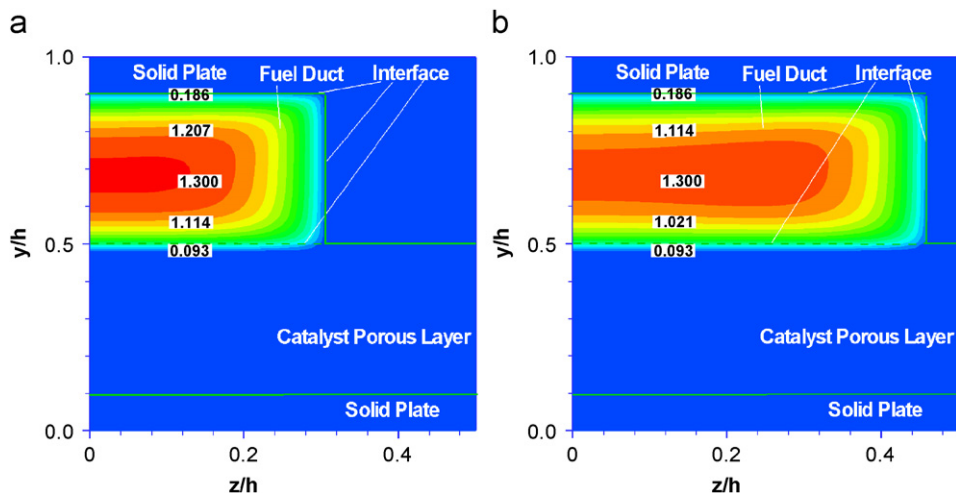 a
b
1.0
Solid Plate
Fuel Duct
Interface
0.186
1.207
1.300
1.114
0.5
0.093
y/h
Catalyst Porous Layer
Solid Plate
0.0
0
0.2
0.4
z/h
1.0
Solid Plate
Fuel Duct
Interface
0.186
1.114
1.300
1.021
0.5
0.093
y/h
Catalyst Porous Layer
Solid Plate
0.0
0
0.2
0.4
z/h